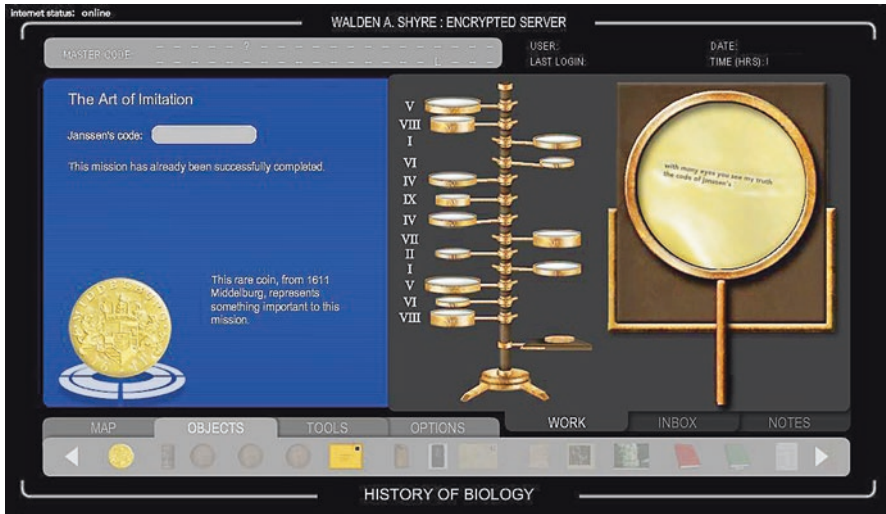 internet status: online
WALDEN A. SHYRE : ENCRYPTED SERVER
MASTER CODE:
?
L
USER:
LAST LOGIN:
DATE:
TIME (HRS):
The Art of Imitation
Janssen's code:
This mission has already been successfully completed.
This rare coin, from 1611
Middelburg, represents
something important to this
mission.
V
VIII
I
VI
IV
IX
IV
VII
II
I
V
VI
VIII
with many eyes you see my truth
the code of Janssen's
MAP
OBJECTS
TOOLS
OPTIONS
WORK
INBOX
NOTES
HISTORY OF BIOLOGY